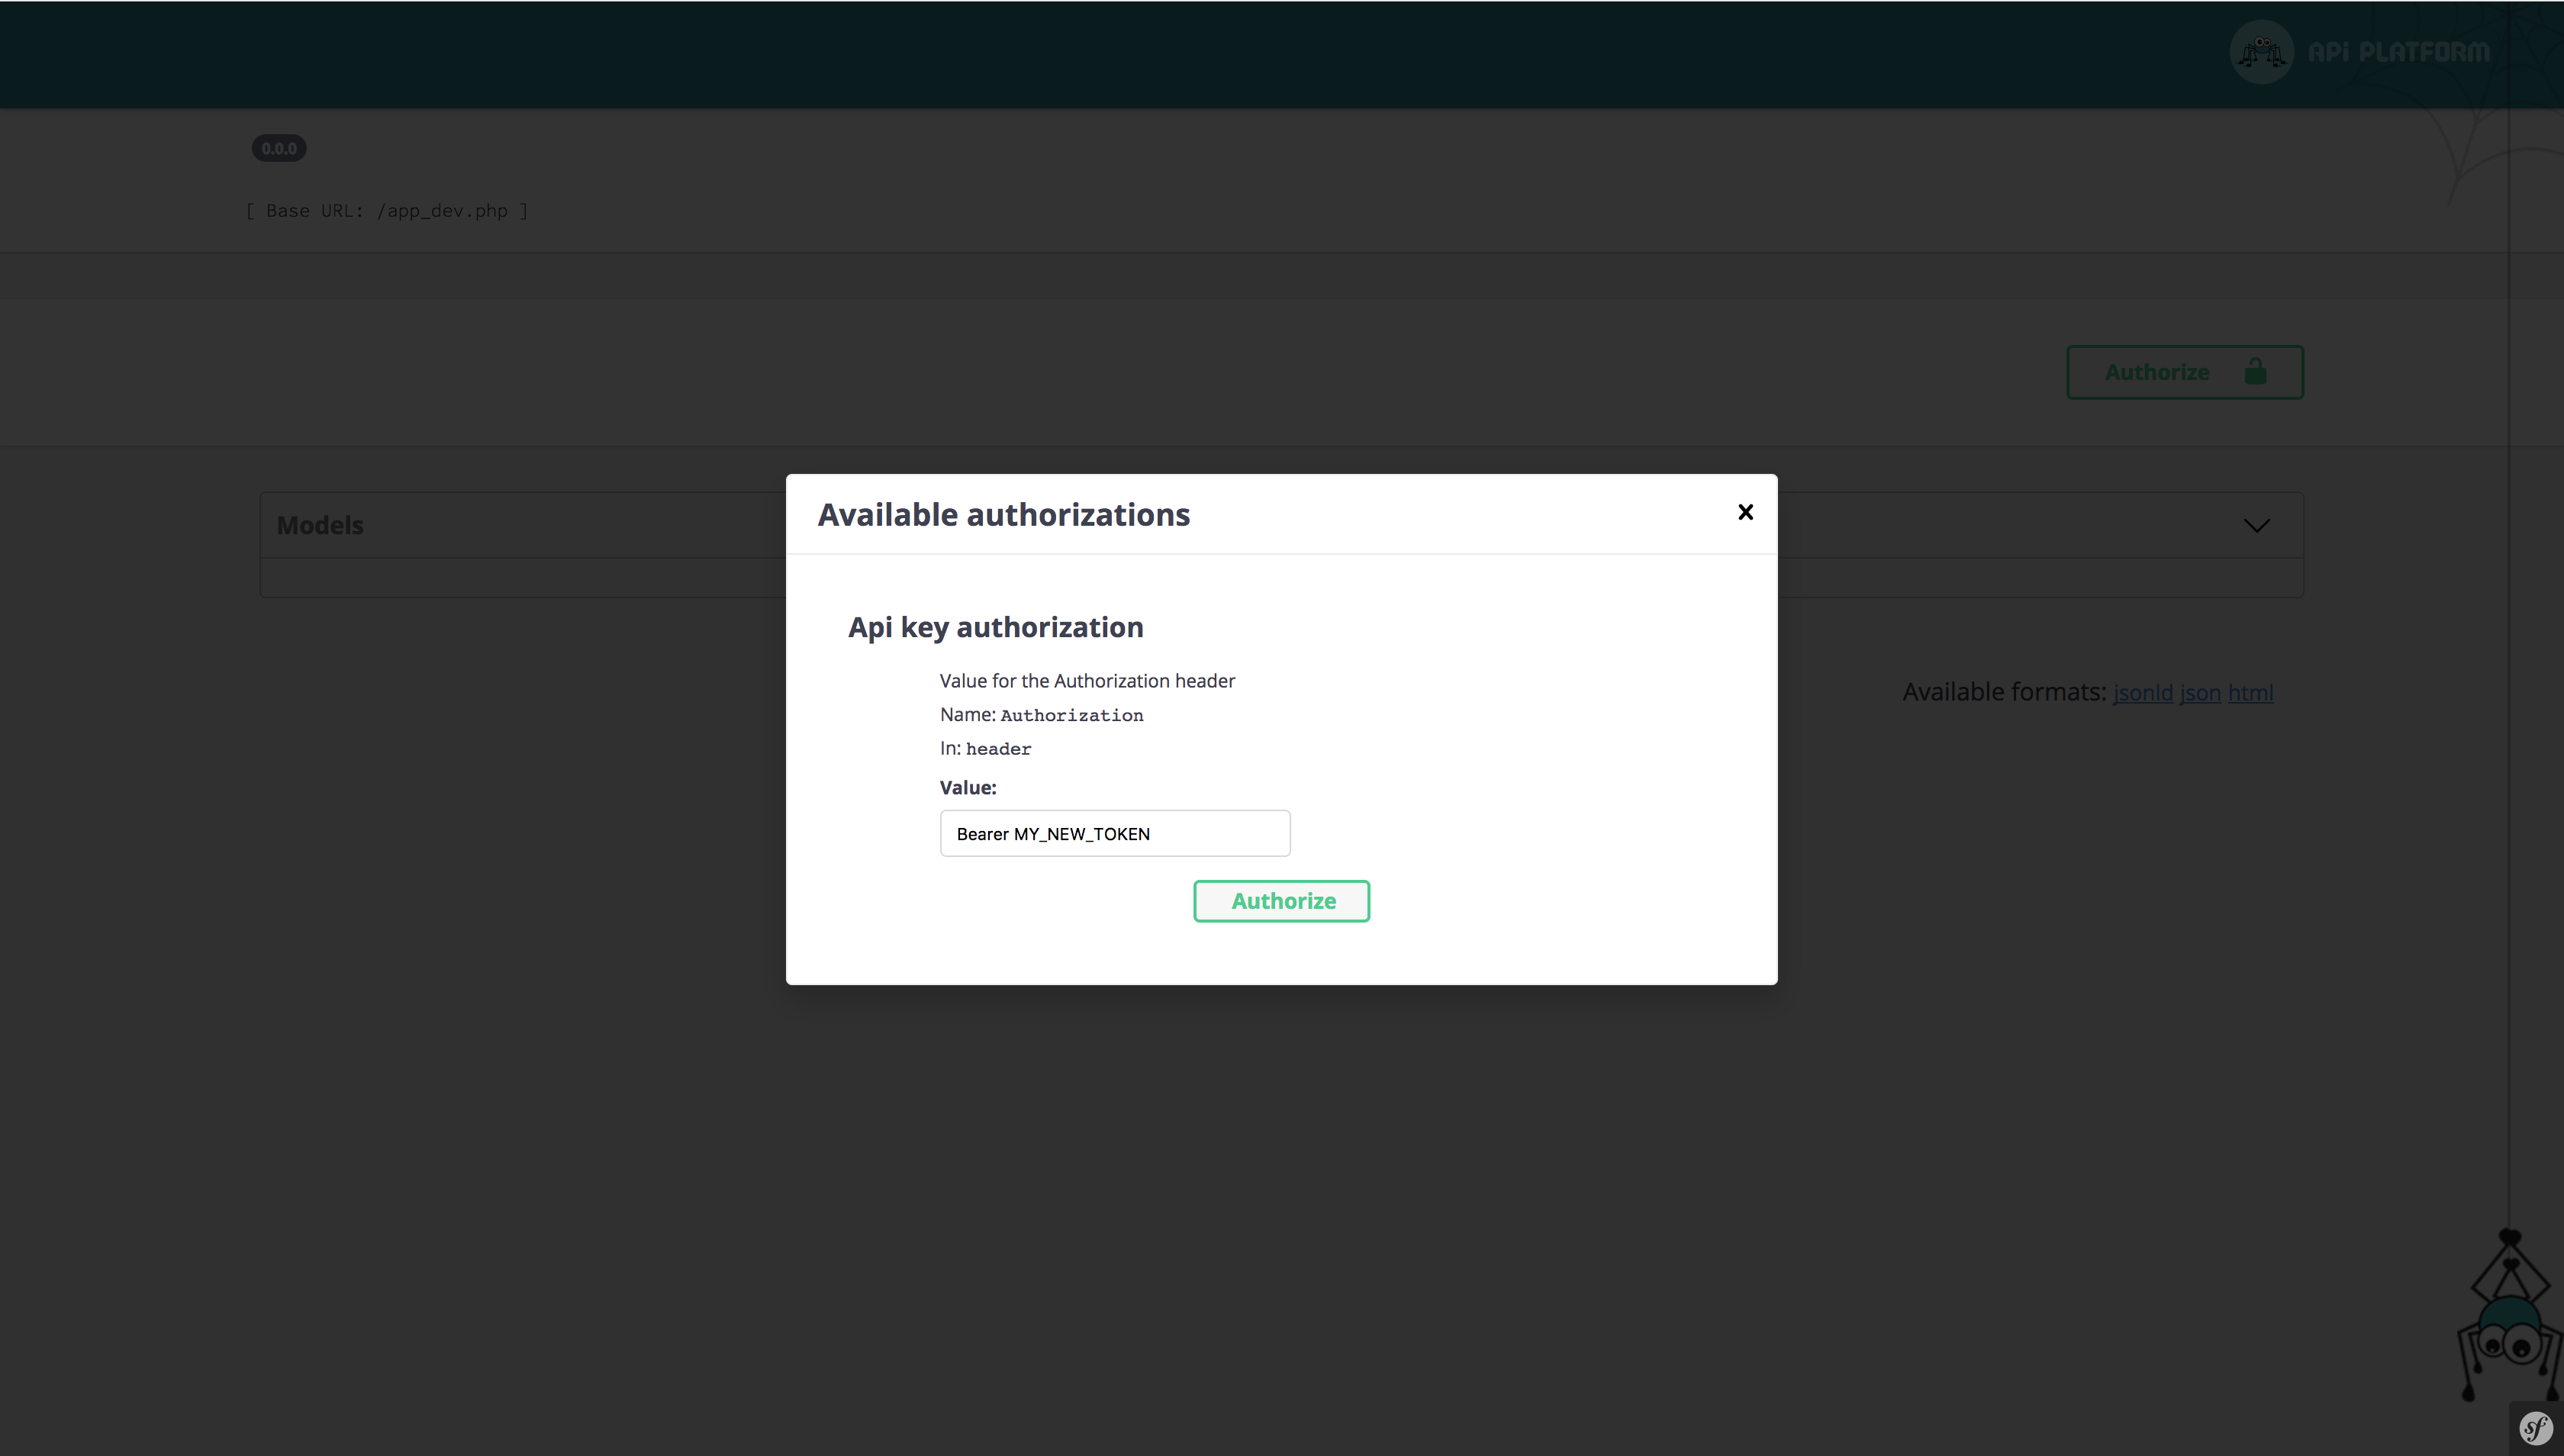 API PLATFORM
0.0.0
[ Base URL: /app_dev.php ]
Authorize
Models
Available authorizations
Api key authorization
Value for the Authorization header
Name: Authorization
In: header
Value:
Bearer MY_NEW_TOKEN
Authorize
Available formats: jsonld json html
sf